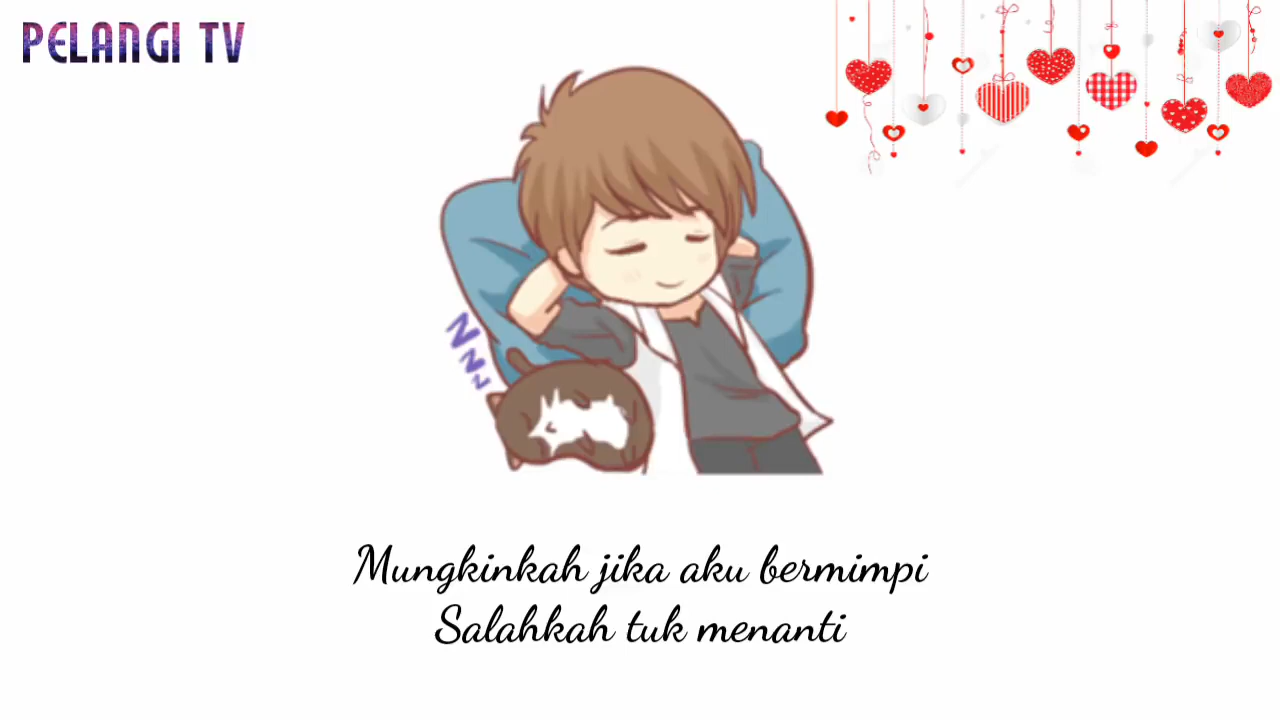 PELANGI TV
Z
Z
Z
Mungkinkah jika aku bermimpi
Salahkah tuk menanti